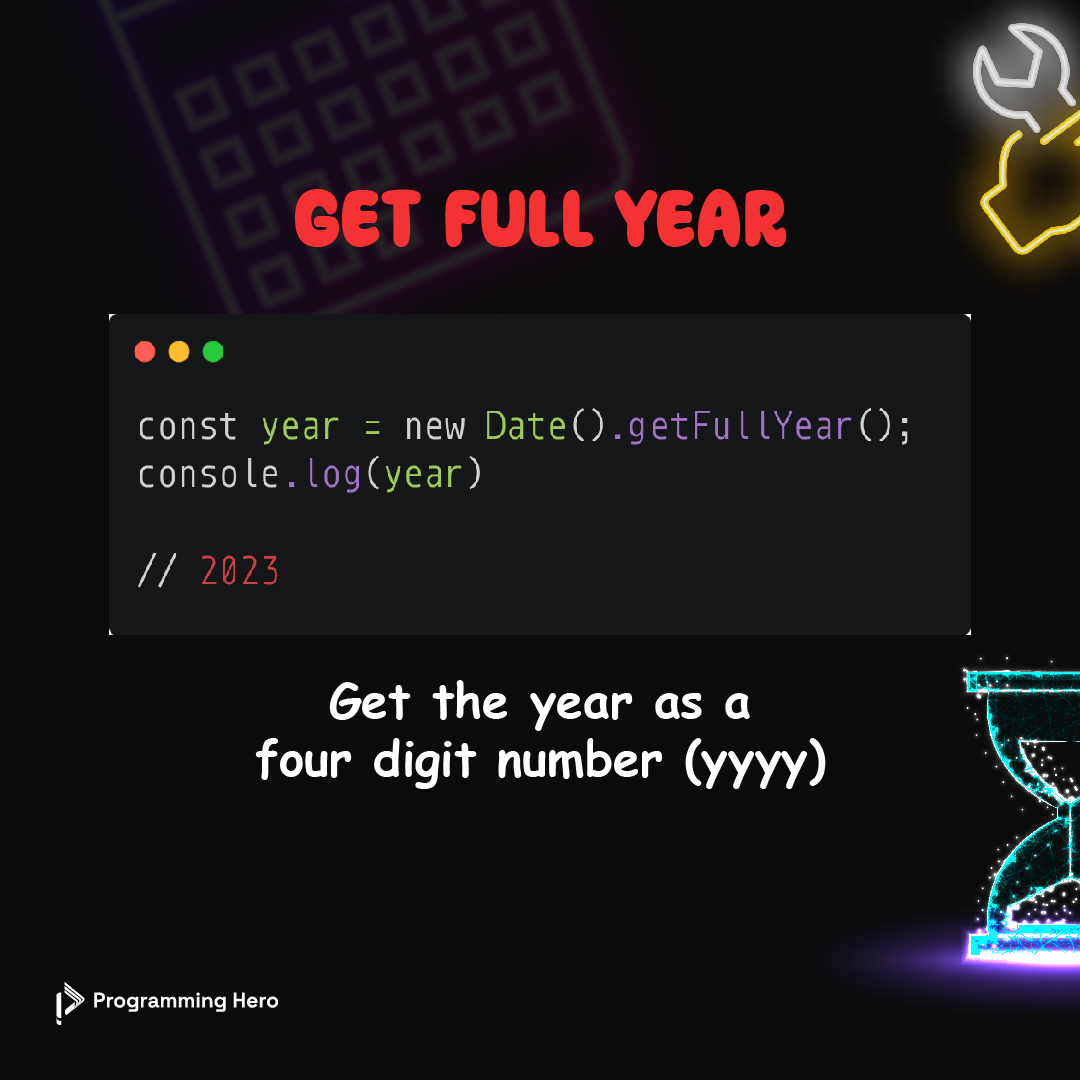 GET FULL YEAR
const year = new Date().getFullYear();
console.log(year)
// 2023
Get the year as a
four digit number (yyyy)
Programming Hero